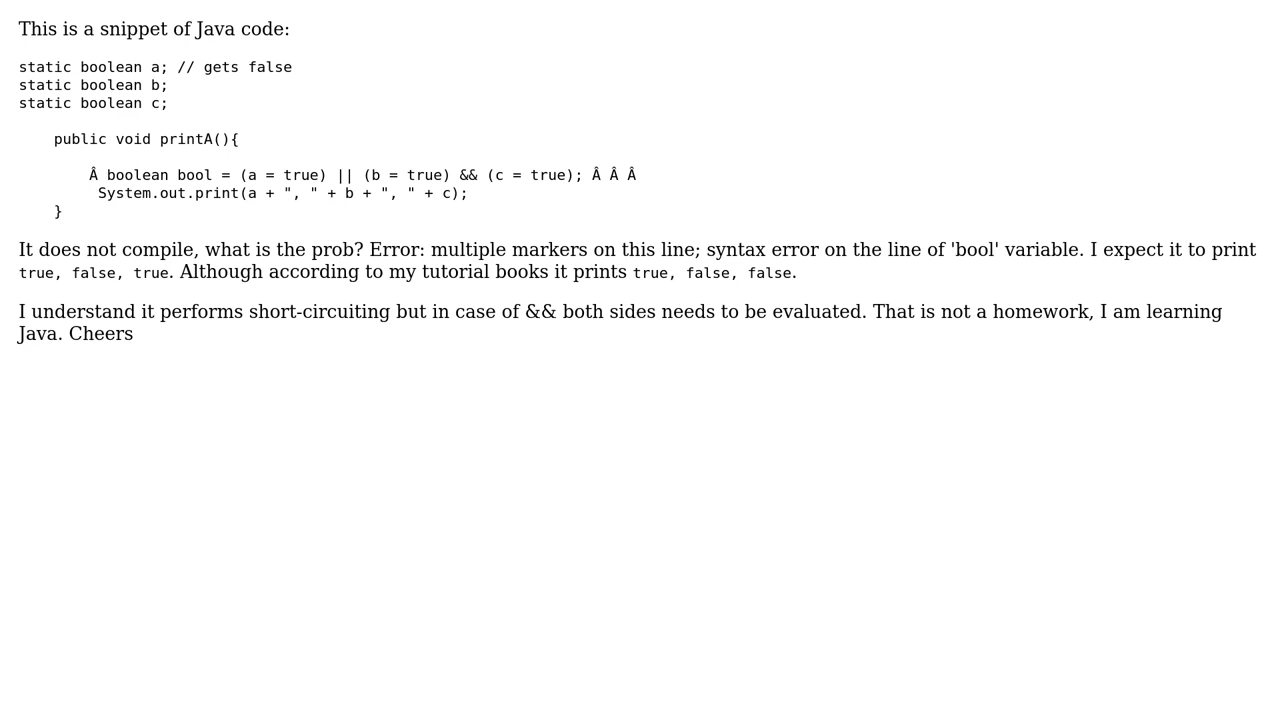 This is a snippet of Java code:
static boolean a; // gets false
static boolean b;
static boolean c;
public void printA(){
Â boolean bool = (a = true) || (b = true) && (c = true); Â Â Â
System.out.print(a + ", " + b + ", " + c);
}
It does not compile, what is the prob? Error: multiple markers on this line; syntax error on the line of 'bool' variable. I expect it to print
true, false, true. Although according to my tutorial books it prints true, false, false.
I understand it performs short-circuiting but in case of && both sides needs to be evaluated. That is not a homework, I am learning
Java. Cheers